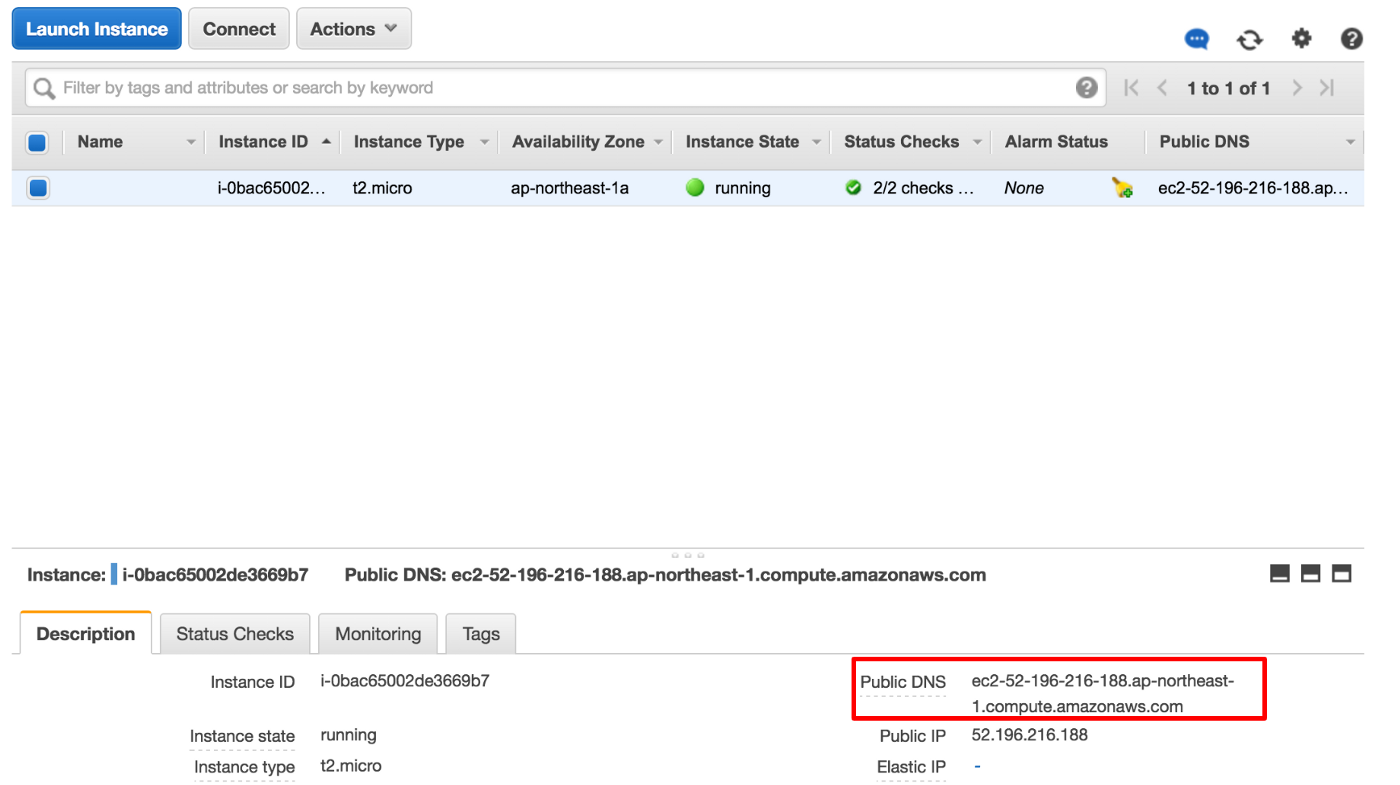 Launch Instance Connect Actions
Filter by tags and attributes or search by keyword 1 to 1 of 1
Name Instance ID Instance Type Availability Zone Instance State Status Checks Alarm Status Public DNS
i-0bac65002... t2.micro ap-northeast-1a running 2/2 checks ... None ec2-52-196-216-188.ap...
Instance: i-0bac65002de3669b7 Public DNS: ec2-52-196-216-188.ap-northeast-1.compute.amazonaws.com
Description Status Checks Monitoring Tags
Instance ID i-0bac65002de3669b7 Public DNS ec2-52-196-216-188.ap-northeast-
1.compute.amazonaws.com
Instance state running Public IP 52.196.216.188
Instance type t2.micro Elastic IP -